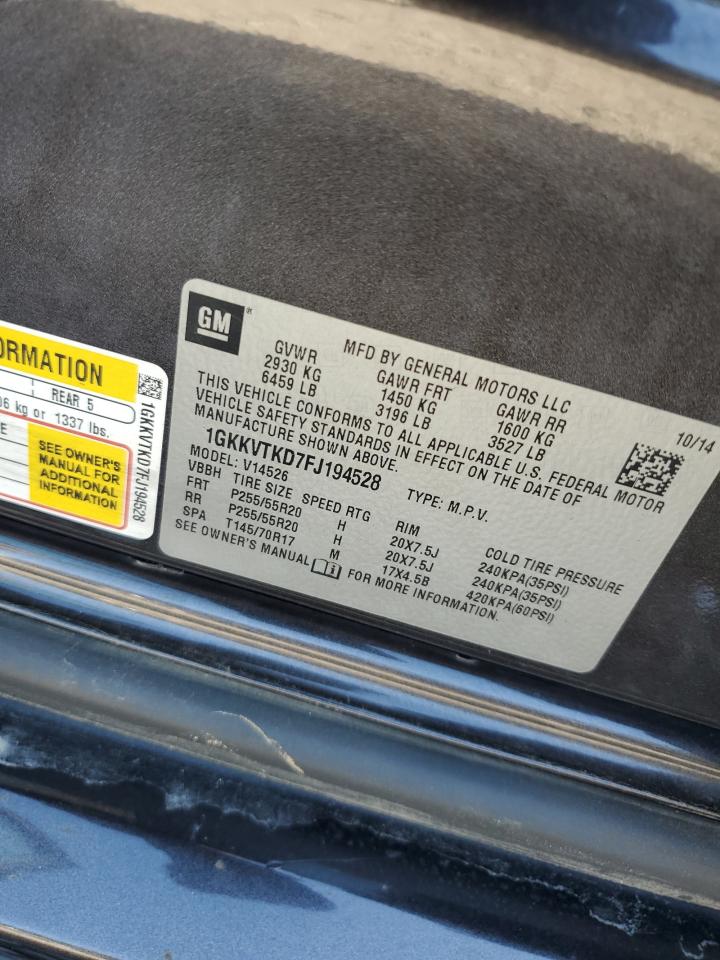 ORMATION
REAR 5
06 kg or 1337 lbs.
E
SEE OWNER'S
MANUAL FOR
ADDITIONAL
INFORMATION
1GKKVTKD7FJ194528
GM
MFD BY GENERAL MOTORS LLC
10/14
GVWR GAWR FRT GAWR RR
2930 KG 1450 KG 1600 KG
6459 LB 3196 LB 3527 LB
THIS VEHICLE CONFORMS TO ALL APPLICABLE U.S. FEDERAL MOTOR
VEHICLE SAFETY STANDARDS IN EFFECT ON THE DATE OF
MANUFACTURE SHOWN ABOVE.
1GKKVTKD7FJ194528 TYPE: M.P.V.
MODEL: V14526
VBBH TIRE SIZE SPEED RTG RIM COLD TIRE PRESSURE
FRT P255/55R20 H 20X7.5J 240KPA(35PSI)
RR P255/55R20 H 20X7.5J 240KPA(35PSI)
SPA T145/70R17 M 17X4.5B 420KPA(60PSI)
SEE OWNER'S MANUAL FOR MORE INFORMATION.